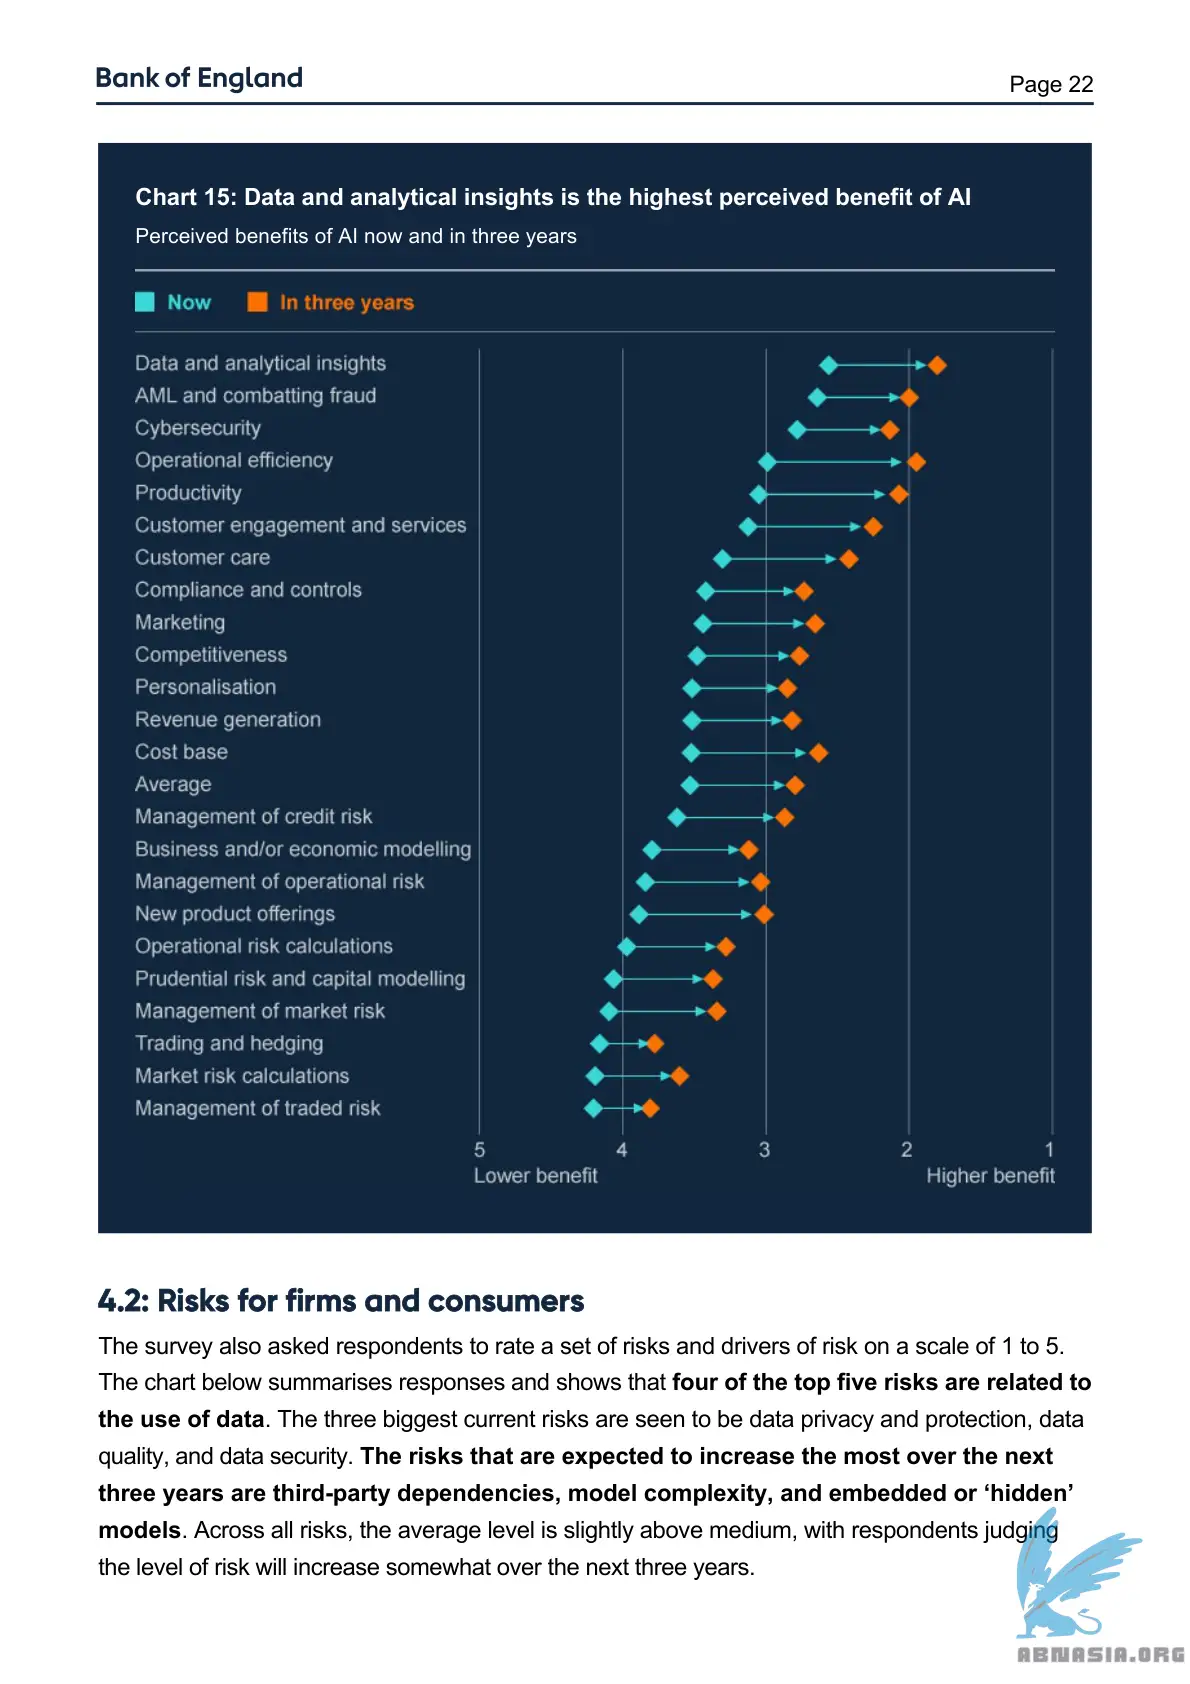 Bank of England
Page 22
Chart 15: Data and analytical insights is the highest perceived benefit of AI
Perceived benefits of AI now and in three years
Now
In three years
Data and analytical insights
AML and combatting fraud
Cybersecurity
Operational efficiency
Productivity
Customer engagement and services
Customer care
Compliance and controls
Marketing
Competitiveness
Personalisation
Revenue generation
Cost base
Average
Management of credit risk
Business and/or economic modelling
Management of operational risk
New product offerings
Operational risk calculations
Prudential risk and capital modelling
Management of market risk
Trading and hedging
Market risk calculations
Management of traded risk
5 4 3 2 1
Lower benefit Higher benefit
4.2: Risks for firms and consumers
The survey also asked respondents to rate a set of risks and drivers of risk on a scale of 1 to 5.
The chart below summarises responses and shows that four of the top five risks are related to
the use of data. The three biggest current risks are seen to be data privacy and protection, data
quality, and data security. The risks that are expected to increase the most over the next
three years are third-party dependencies, model complexity, and embedded or ‘hidden’
models. Across all risks, the average level is slightly above medium, with respondents judging
the level of risk will increase somewhat over the next three years.
ABNASIA.ORG